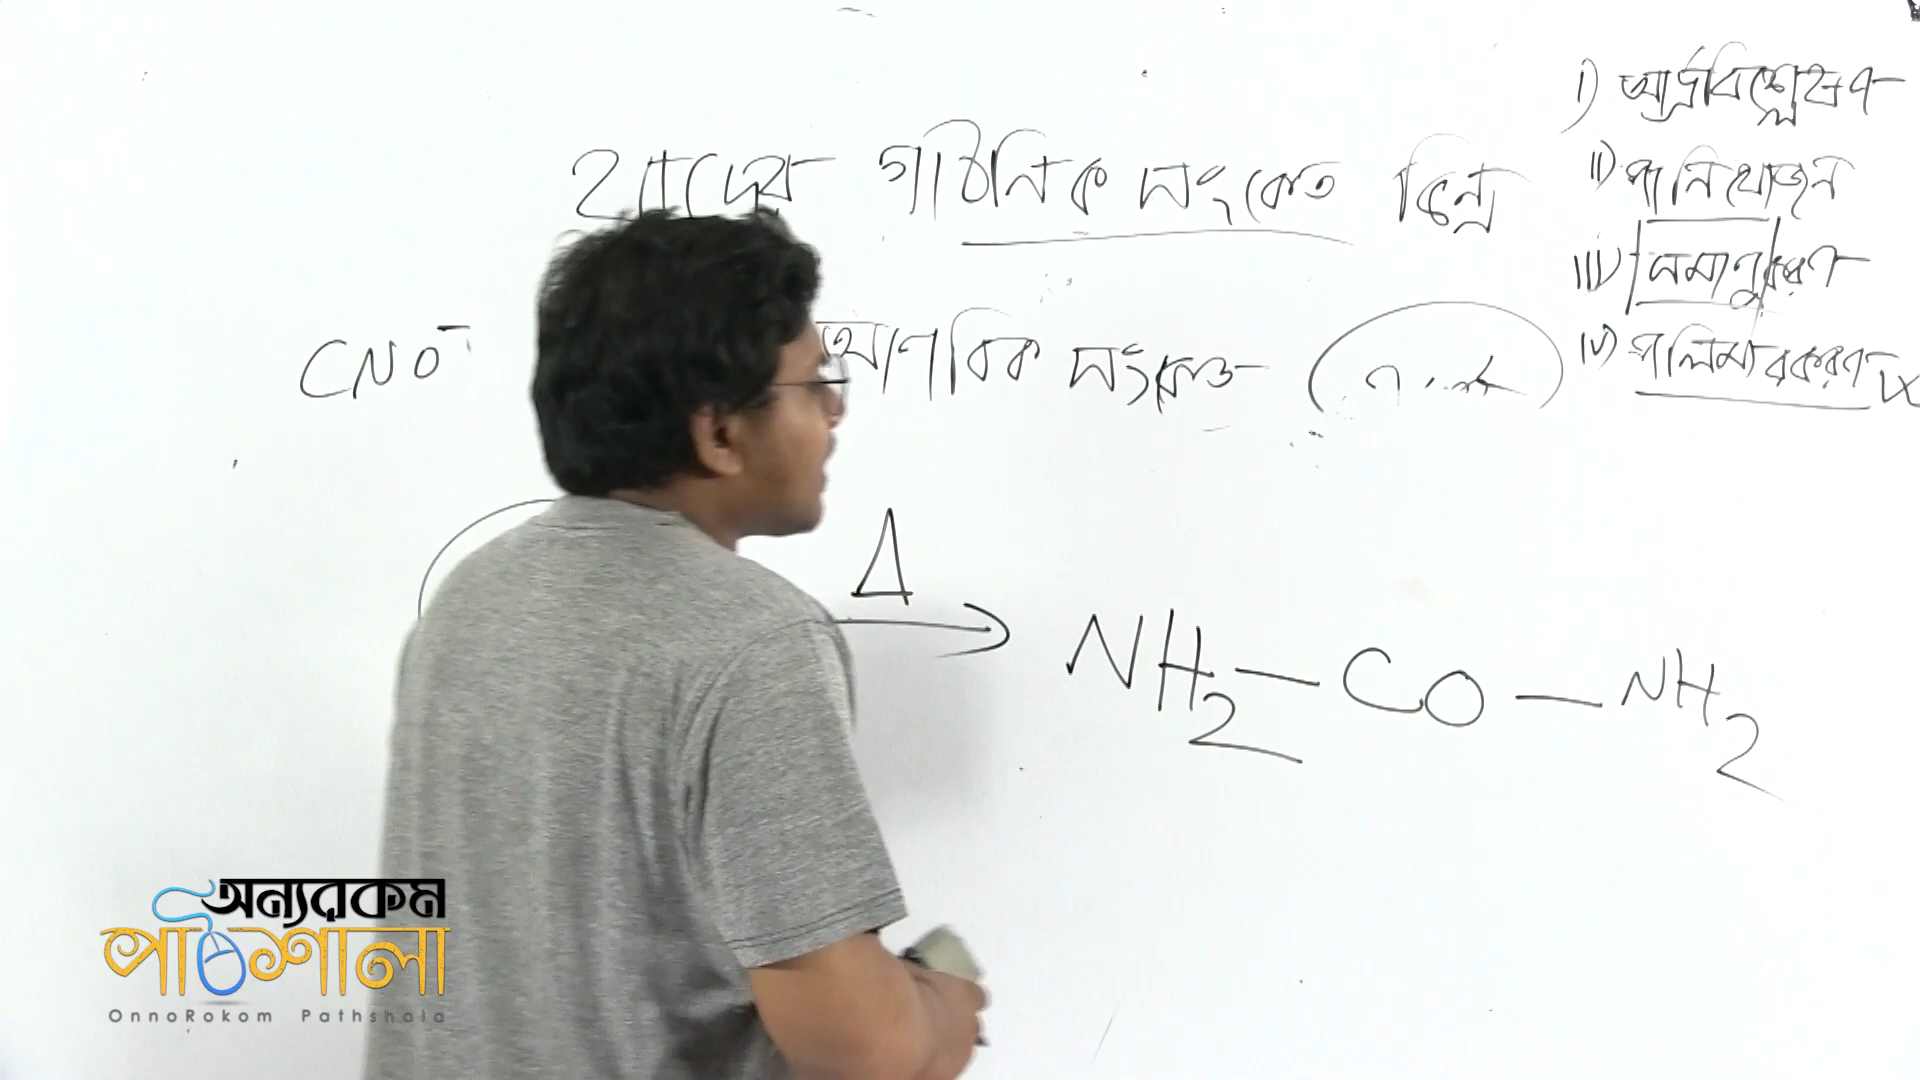 যাদের গাঠনিক সংকেত ভিন্ন
CNO⁻ আণবিক সংকেত
Δ
NH₂ — CO — NH₂
i) আর্দ্রবিশ্লেষণ
ii) পানিযোজন
iii) সমাণুকরণ
iv) পলিমারকরণ
অন্যরকম
পাঠশালা
OnnoRokom Pathshala